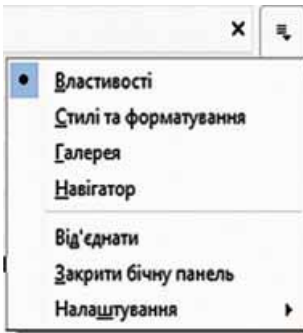 Властивості
Стилі та форматування
Галерея
Навігатор
Від'єднати
Закрити бічну панель
Налаштування